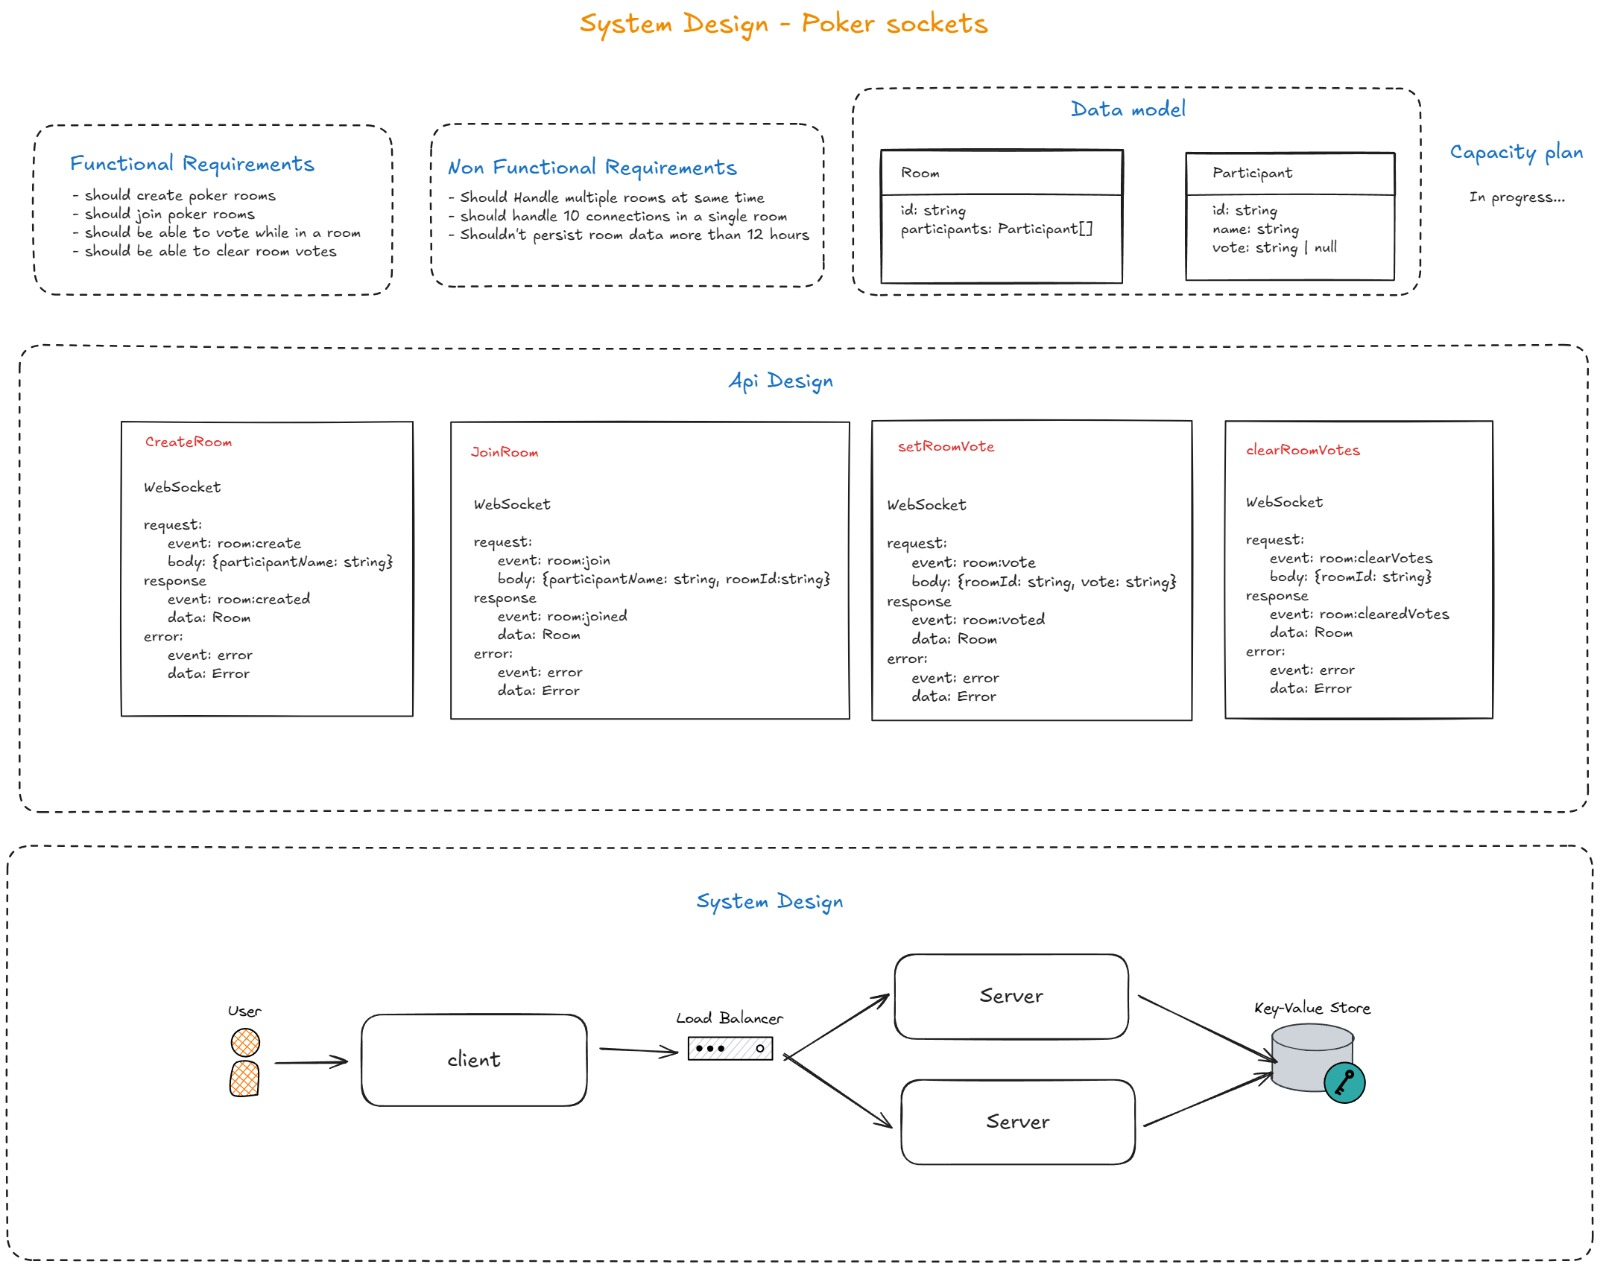 System Design - Poker sockets
Functional Requirements
- should create poker rooms
- should join poker rooms
- should be able to vote while in a room
- should be able to clear room votes
Non Functional Requirements
- Should Handle multiple rooms at same time
- should handle 10 connections in a single room
- Shouldn't persist room data more than 12 hours
Data model
Room
id: string
participants: Participant[]
Participant
id: string
name: string
vote: string | null
Capacity plan
In progress...
Api Design
CreateRoom
WebSocket
request:
event: room:create
body: {participantName: string}
response
event: room:created
data: Room
error:
event: error
data: Error
JoinRoom
WebSocket
request:
event: room:join
body: {participantName: string, roomId:string}
response
event: room:joined
data: Room
error:
event: error
data: Error
setRoomVote
WebSocket
request:
event: room:vote
body: {roomId: string, vote: string}
response
event: room:voted
data: Room
error:
event: error
data: Error
clearRoomVotes
WebSocket
request:
event: room:clearVotes
body: {roomId: string}
response
event: room:clearedVotes
data: Room
error:
event: error
data: Error
System Design
User
client
Load Balancer
Server
Server
Key-Value Store